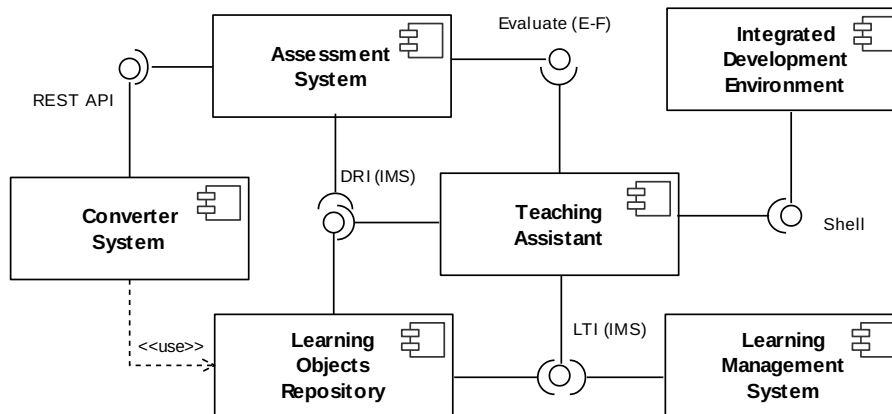 Evaluate (E-F)
Assessment
System
Integrated
Development
Environment
REST API
DRI (IMS)
Converter
System
Teaching
Assistant
Shell
<<use>>
Learning
Objects
Repository
LTI (IMS)
Learning
Management
System